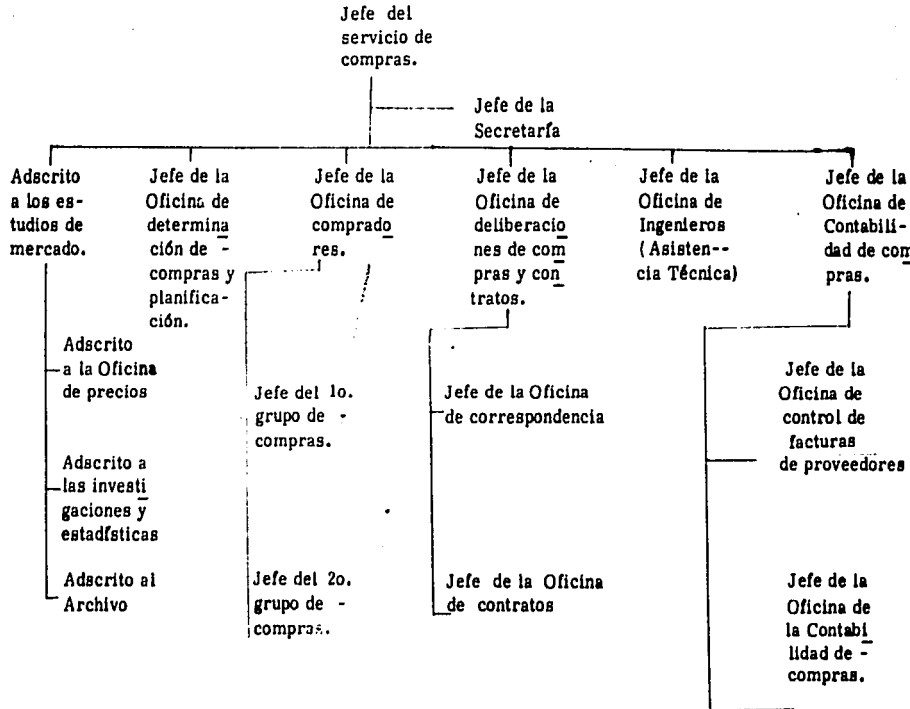 Jefe del
servicio de
compras.
Jefe de la
Secretaría
Adscrito
a los es-
tudios de
mercado.
Jefe de la
Oficina de
determina
ción de -
compras y
planifica-
ción.
Jefe de la
Oficina de
comprado
res.
Jefe de la
Oficina de
deliberacio
nes de com
pras y con
tratos.
Jefe de la
Oficina de
Ingenieros
(Asisten--
cia Técnica)
Jefe de la
Oficina de
Contabili-
dad de com
pras.
Adscrito
a la Oficina
de precios
Adscrito a
las investi
gaciones y
estadísticas
Adscrito al
Archivo
Jefe del 1o.
grupo de -
compras.
Jefe del 2o.
grupo de -
compras.
Jefe de la Oficina
de correspondencia
Jefe de la Oficina
de contratos
Jefe de la
Oficina de
control de
facturas
de proveedores
Jefe de la
Oficina de
la Contabi
lidad de -
compras.